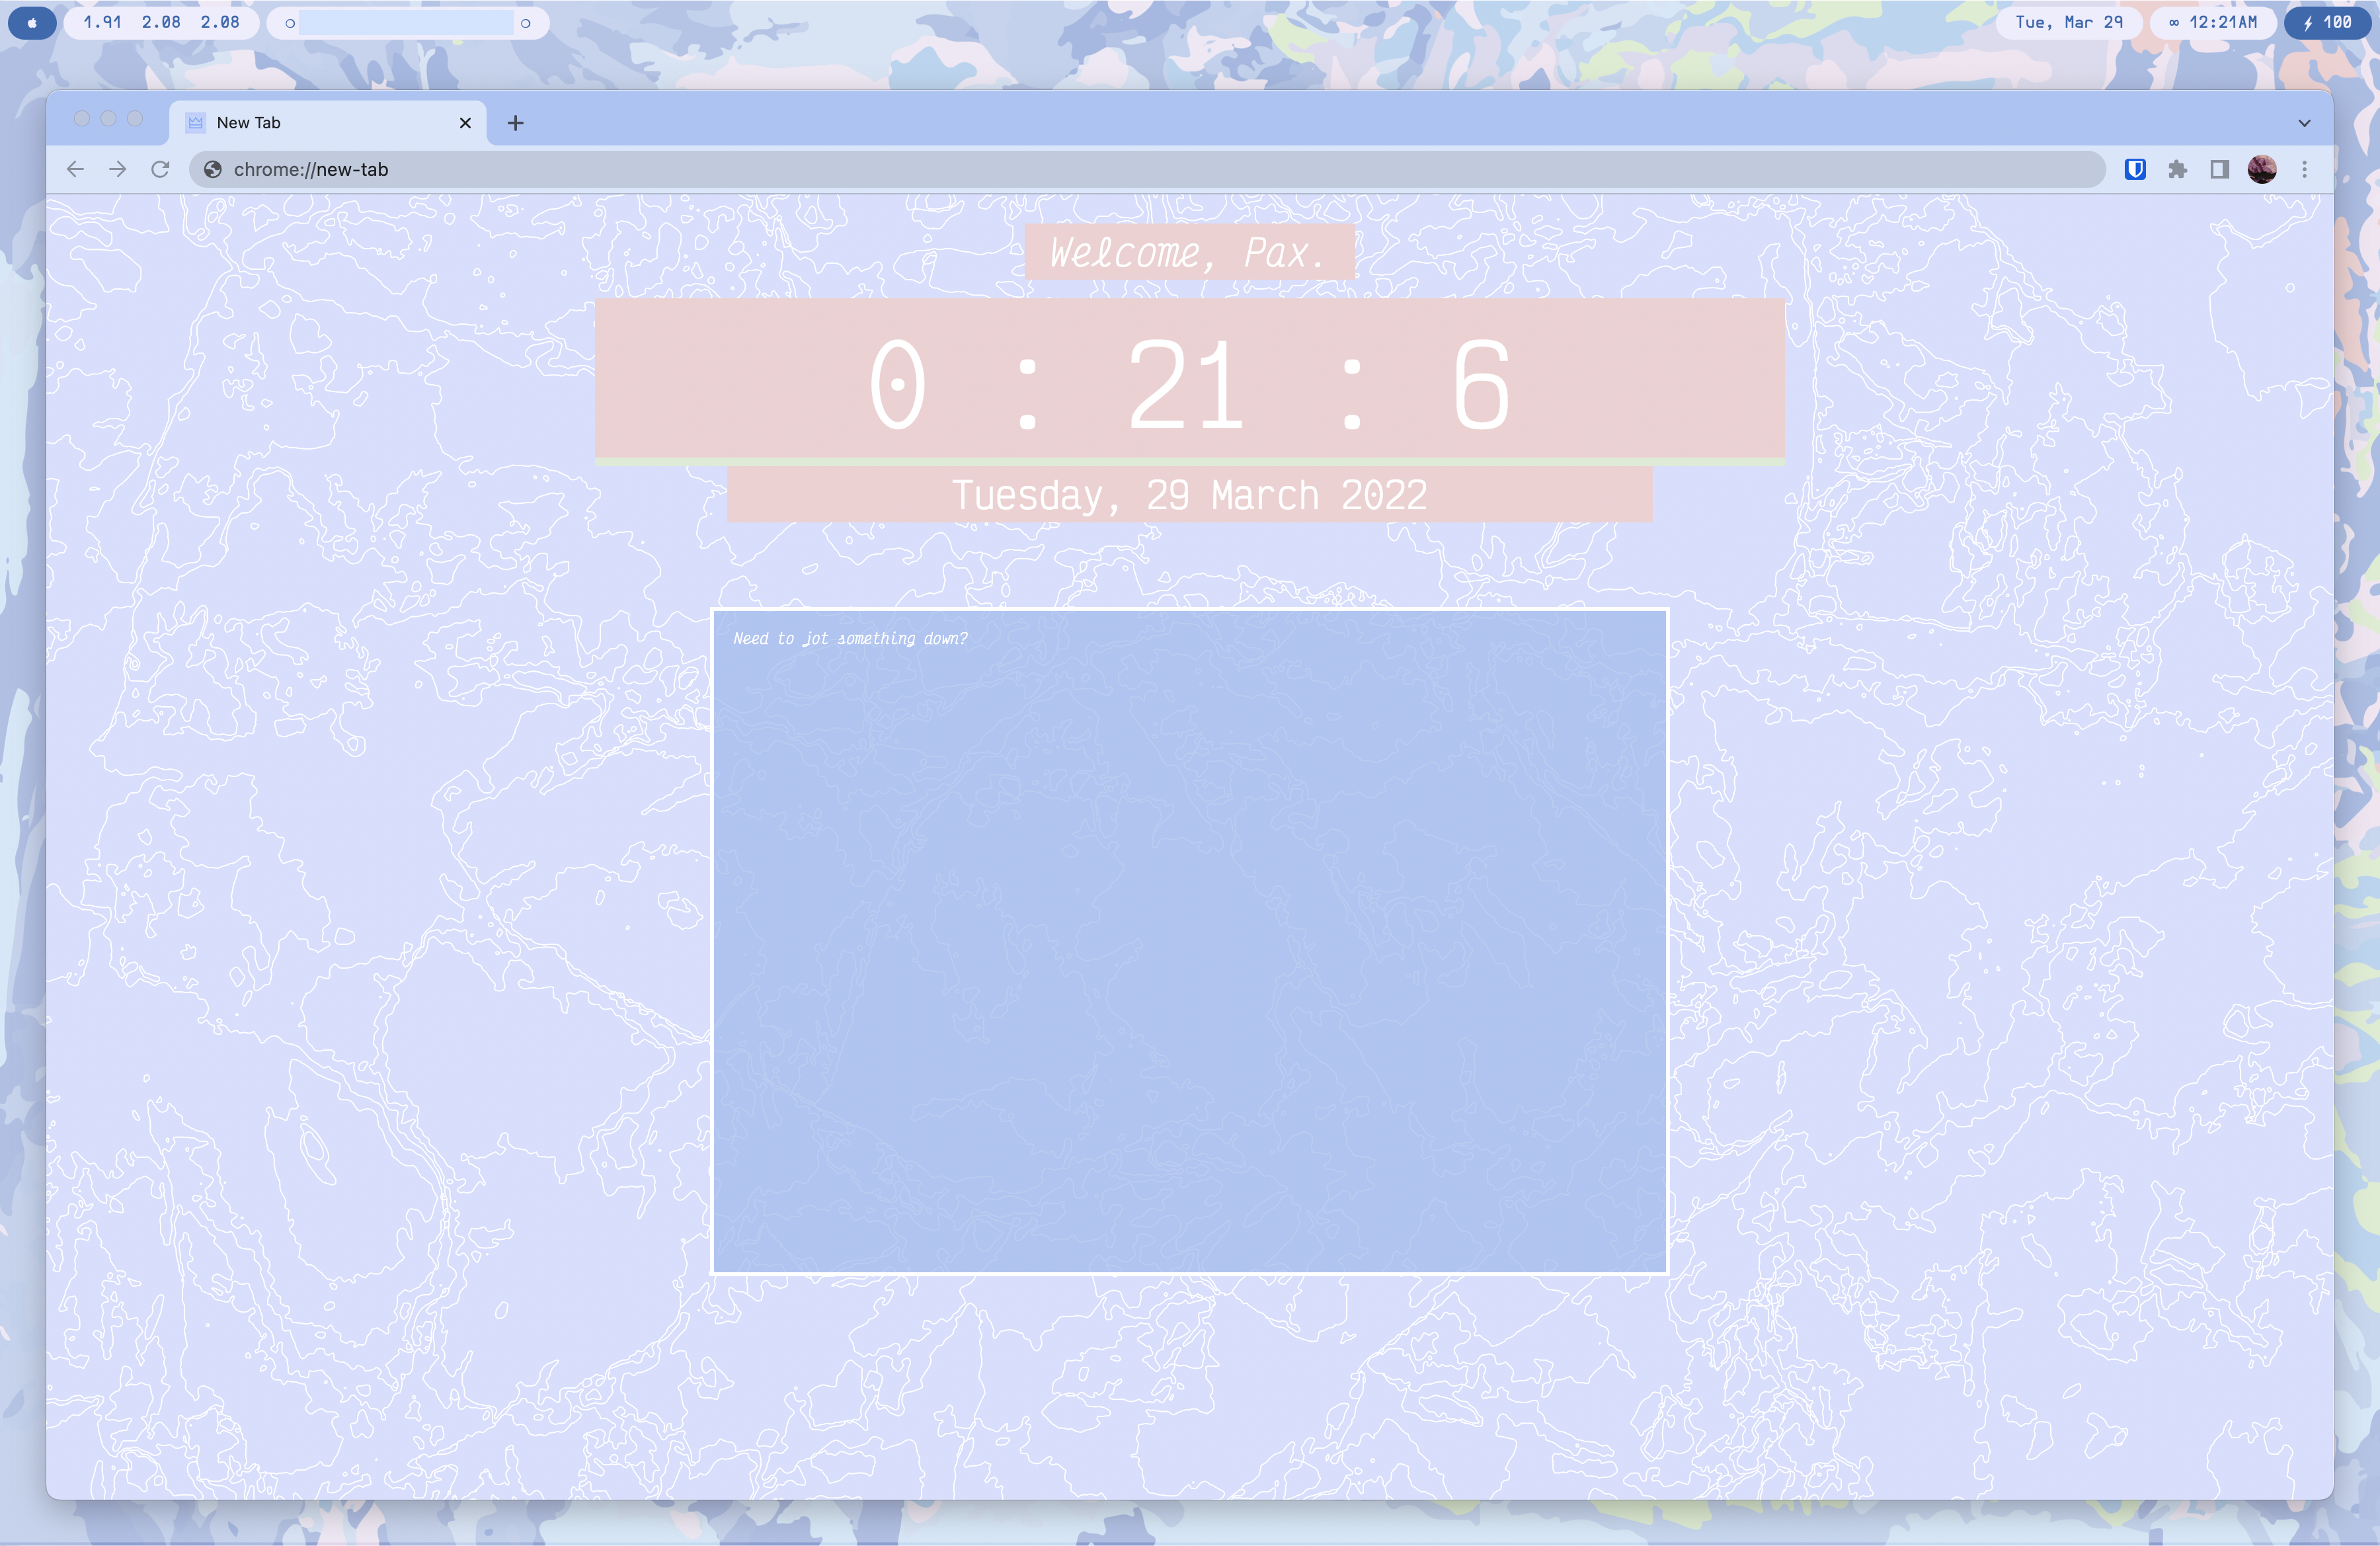 1.91 2.08 2.08
Tue, Mar 29
∞ 12:21AM
100
New Tab
chrome://new-tab
Welcome, Pax.
0 : 21 : 6
Tuesday, 29 March 2022
Need to jot something down?